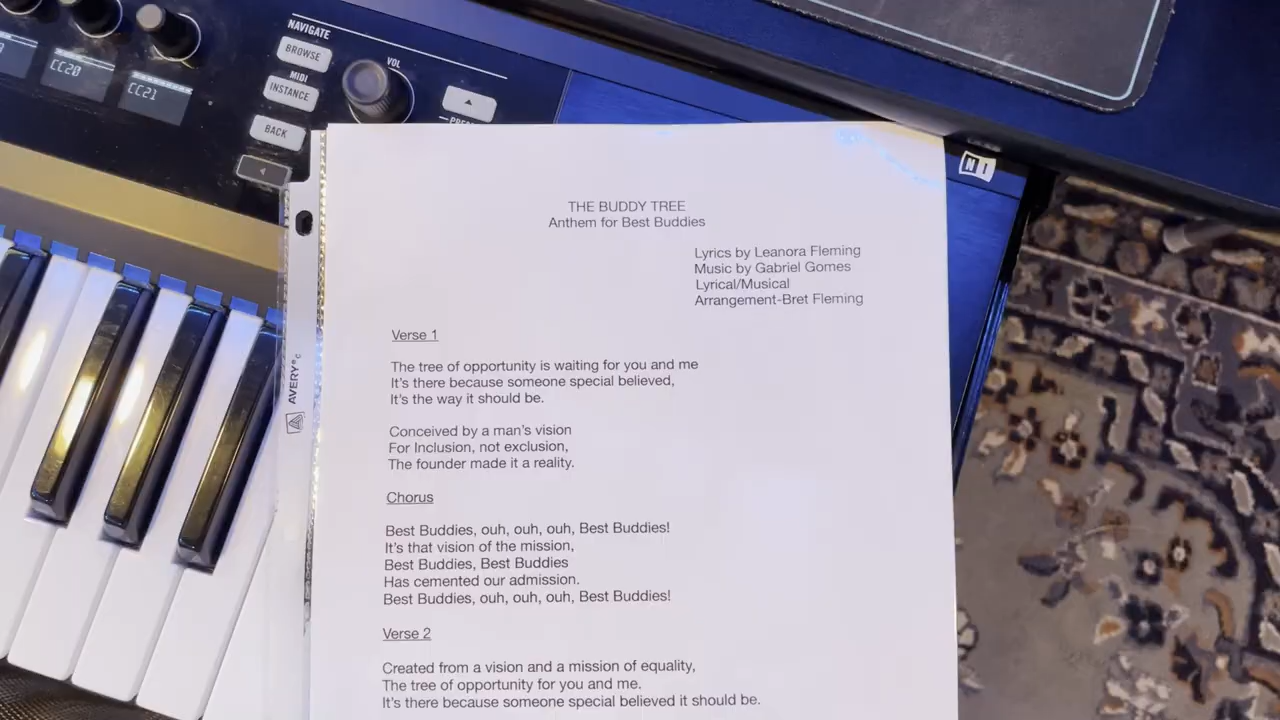 NAVIGATE
BROWSE
VOL
MIDI
INSTANCE
BACK
CC20
CC21
NI
AVERY®
THE BUDDY TREE
Anthem for Best Buddies
Lyrics by Leanora Fleming
Music by Gabriel Gomes
Lyrical/Musical
Arrangement-Bret Fleming
Verse 1
The tree of opportunity is waiting for you and me
It's there because someone special believed,
It's the way it should be.
Conceived by a man's vision
For Inclusion, not exclusion,
The founder made it a reality.
Chorus
Best Buddies, ouh, ouh, ouh, Best Buddies!
It's that vision of the mission,
Best Buddies, Best Buddies
Has cemented our admission.
Best Buddies, ouh, ouh, ouh, Best Buddies!
Verse 2
Created from a vision and a mission of equality,
The tree of opportunity for you and me.
It's there because someone special believed it should be.